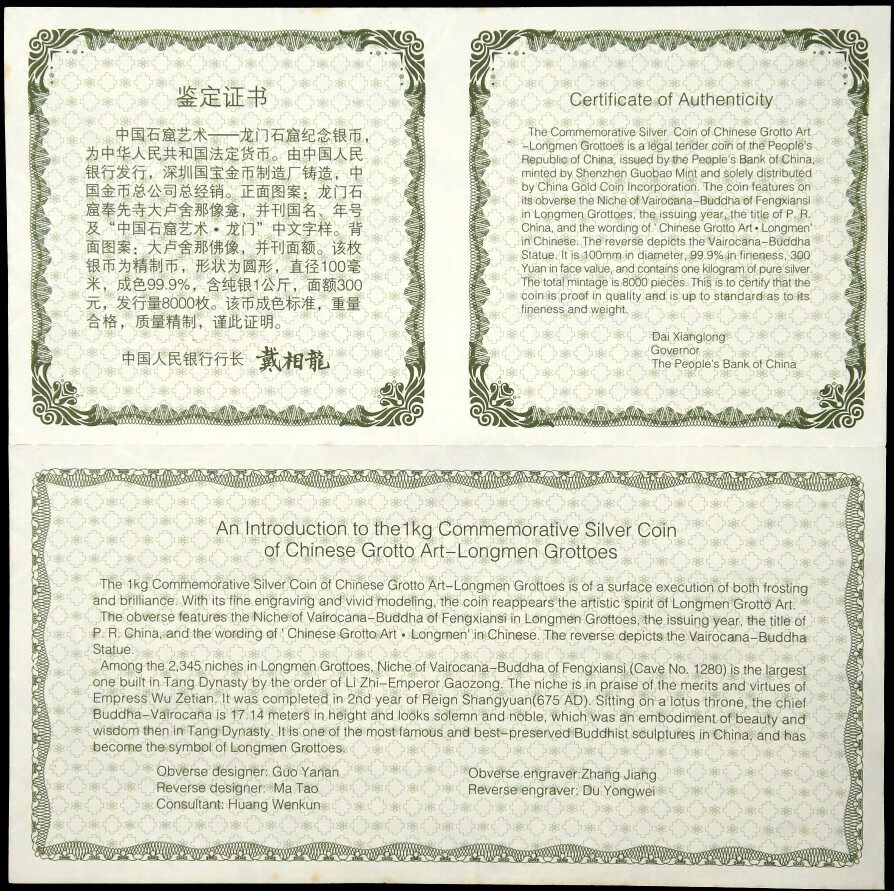 鉴定证书
中国石窟艺术——龙门石窟纪念银币，
为中华人民共和国法定货币。由中国人民
银行发行，深圳国宝金币制造厂铸造，中
国金币总公司总经销。正面图案：龙门石
窟奉先寺大卢舍那像龛，并刊国名、年号
及“中国石窟艺术·龙门”中文字样。背
面图案：大卢舍那佛像，并刊面额。该枚
银币为精制币，形状为圆形，直径100毫
米，成色99.9%，含纯银1公斤，面额300
元，发行量8000枚。该币成色标准，重量
合格，质量精制，谨此证明。
中国人民银行行长 戴相龍
Certificate of Authenticity
The Commemorative Silver Coin of Chinese Grotto Art
–Longmen Grottoes is a legal tender coin of the People's
Republic of China, issued by the People's Bank of China,
minted by Shenzhen Guobao Mint and solely distributed
by China Gold Coin Incorporation. The coin features on
its obverse the Niche of Vairocana–Buddha of Fengxiansi
in Longmen Grottoes, the issuing year, the title of P. R.
China, and the wording of ' Chinese Grotto Art • Longmen'
in Chinese. The reverse depicts the Vairocana–Buddha
Statue. It is 100mm in diameter, 99.9% in fineness, 300
Yuan in face value, and contains one kilogram of pure silver.
The total mintage is 8000 pieces. This is to certify that the
coin is proof in quality and is up to standard as to its
fineness and weight.
Dai Xianglong
Governor
The People's Bank of China
An Introduction to the 1kg Commemorative Silver Coin
of Chinese Grotto Art–Longmen Grottoes
The 1kg Commemorative Silver Coin of Chinese Grotto Art–Longmen Grottoes is of a surface execution of both frosting
and brilliance. With its fine engraving and vivid modeling, the coin reappears the artistic spirit of Longmen Grotto Art.
The obverse features the Niche of Vairocana–Buddha of Fengxiansi in Longmen Grottoes, the issuing year, the title of
P. R. China, and the wording of ' Chinese Grotto Art • Longmen' in Chinese. The reverse depicts the Vairocana–Buddha
Statue.
Among the 2,345 niches in Longmen Grottoes, Niche of Vairocana–Buddha of Fengxiansi (Cave No. 1280) is the largest
one built in Tang Dynasty by the order of Li Zhi–Emperor Gaozong. The niche is in praise of the merits and virtues of
Empress Wu Zetian. It was completed in 2nd year of Reign Shangyuan(675 AD). Sitting on a lotus throne, the chief
Buddha–Vairocana is 17.14 meters in height and looks solemn and noble, which was an embodiment of beauty and
wisdom then in Tang Dynasty. It is one of the most famous and best–preserved Buddhist sculptures in China, and has
become the symbol of Longmen Grottoes.
Obverse designer: Guo Yanan
Obverse engraver:Zhang Jiang
Reverse designer: Ma Tao
Reverse engraver: Du Yongwei
Consultant: Huang Wenkun